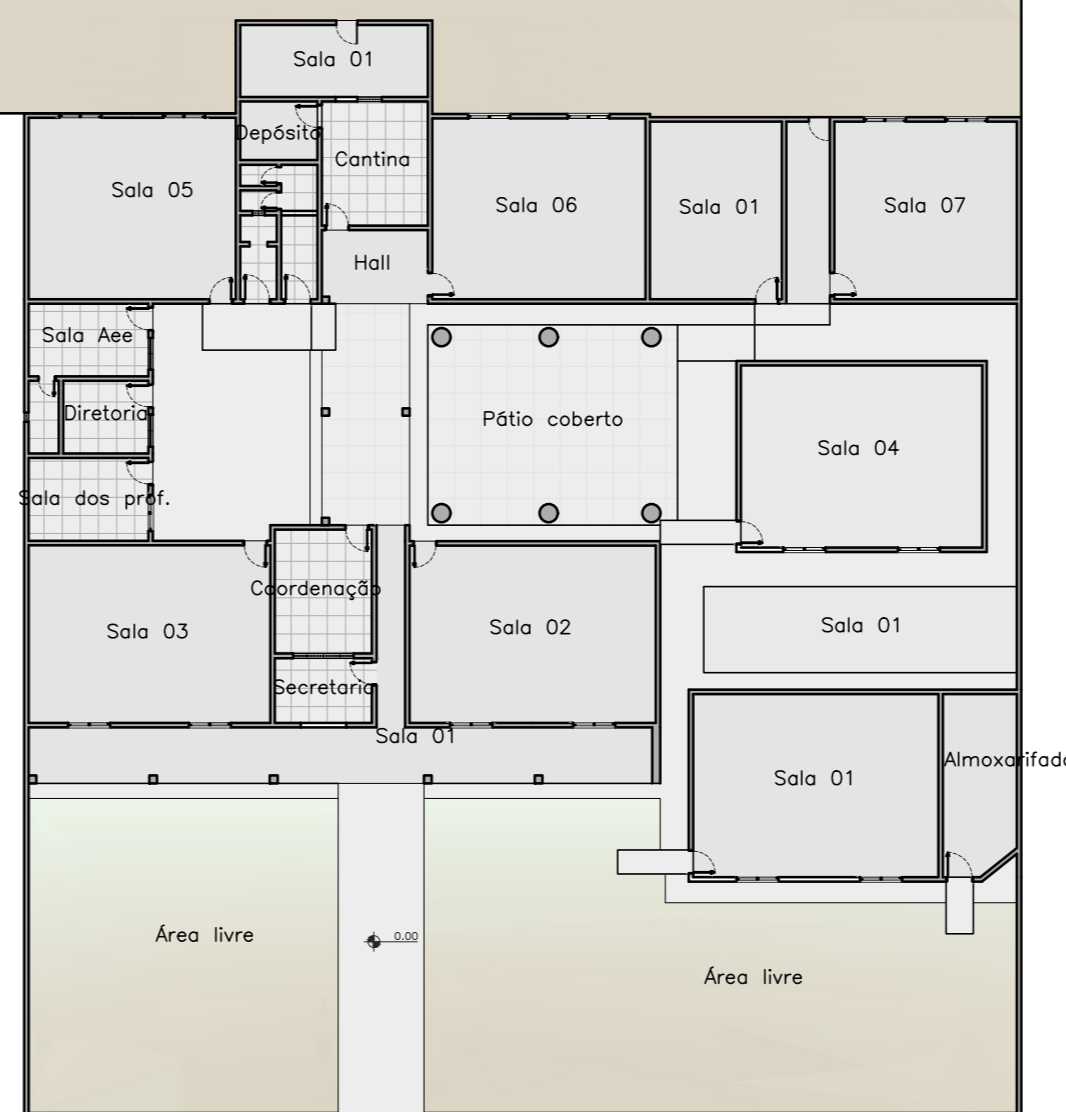 Sala 01
Depósito
Cantina
Sala 05
Sala 06
Sala 01
Sala 07
Hall
Sala Aee
Diretoria
Pátio coberto
Sala 04
Sala dos prof.
Coordenação
Sala 03
Sala 02
Sala 01
Secretaria
Sala 01
Almoxarifado
Sala 01
Área livre
0.00
Área livre